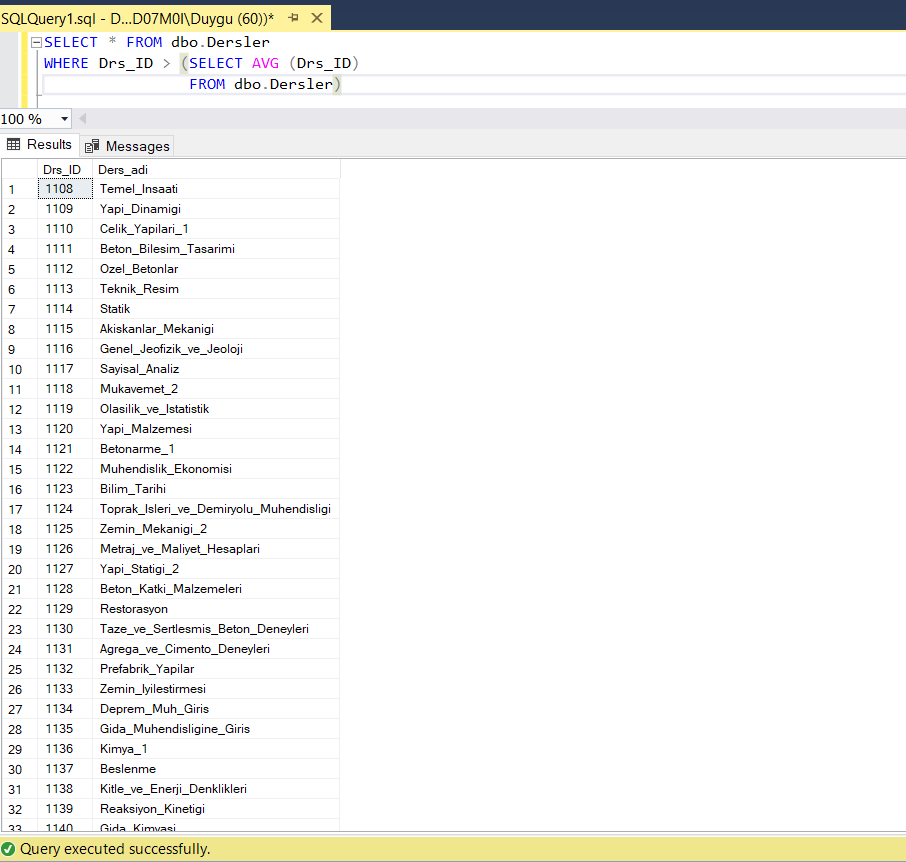 SQLQuery1.sql - D...D07M0I\Duygu (60))*
SELECT * FROM dbo.Dersler
WHERE Drs_ID > (SELECT AVG (Drs_ID)
FROM dbo.Dersler)
100 %
Results Messages
Drs_ID Ders_adi
1 1108 Temel_Insaati
2 1109 Yapi_Dinamigi
3 1110 Celik_Yapilari_1
4 1111 Beton_Bilesim_Tasarimi
5 1112 Ozel_Betonlar
6 1113 Teknik_Resim
7 1114 Statik
8 1115 Akiskanlar_Mekanigi
9 1116 Genel_Jeofizik_ve_Jeoloji
10 1117 Sayisal_Analiz
11 1118 Mukavemet_2
12 1119 Olasilik_ve_Istatistik
13 1120 Yapi_Malzemesi
14 1121 Betonarme_1
15 1122 Muhendislik_Ekonomisi
16 1123 Bilim_Tarihi
17 1124 Toprak_Isleri_ve_Demiryolu_Muhendisligi
18 1125 Zemin_Mekanigi_2
19 1126 Metraj_ve_Maliyet_Hesaplari
20 1127 Yapi_Statigi_2
21 1128 Beton_Katki_Malzemeleri
22 1129 Restorasyon
23 1130 Taze_ve_Sertlesmis_Beton_Deneyleri
24 1131 Agrega_ve_Cimento_Deneyleri
25 1132 Prefabrik_Yapilar
26 1133 Zemin_Iyilestirmesi
27 1134 Deprem_Muh_Giris
28 1135 Gida_Muhendisligine_Giris
29 1136 Kimya_1
30 1137 Beslenme
31 1138 Kitle_ve_Enerji_Denklikleri
32 1139 Reaksiyon_Kinetigi
33 1140 Gida_Kimyasi
Query executed successfully.